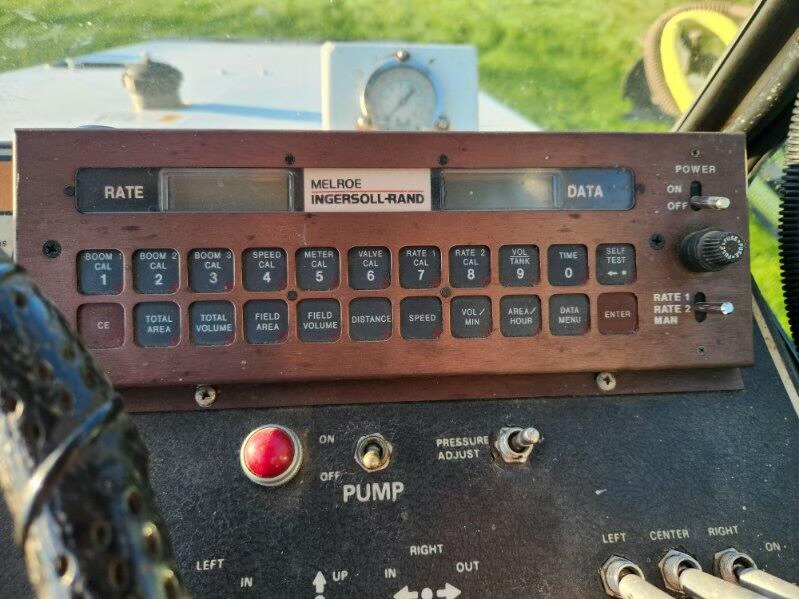 RATE
MELROE
INGERSOLL-RAND
DATA
POWER
ON
OFF
BOOM 1 CAL 1
BOOM 2 CAL 2
BOOM 3 CAL 3
SPEED CAL 4
METER CAL 5
VALVE CAL 6
RATE 1 CAL 7
RATE 2 CAL 8
VOL TANK 9
TIME 0
SELF TEST ← •
FUSE FUSE
CE
TOTAL AREA
TOTAL VOLUME
FIELD AREA
FIELD VOLUME
DISTANCE
SPEED
VOL/ MIN
AREA/ HOUR
DATA MENU
ENTER
RATE 1
RATE 2
MAN
ON
OFF
PUMP
PRESSURE
ADJUST
LEFT
CENTER
RIGHT
ON
LEFT
IN
UP
RIGHT
IN
OUT